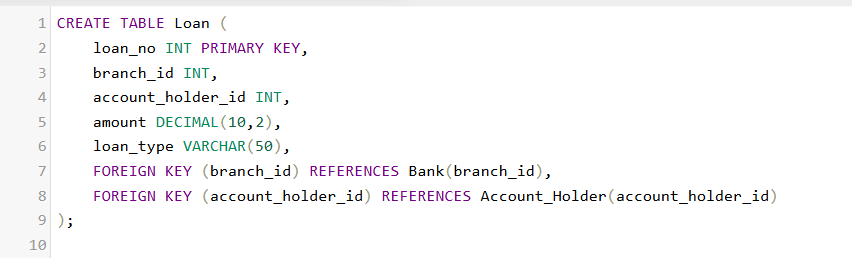 1 CREATE TABLE Loan (
2 loan_no INT PRIMARY KEY,
3 branch_id INT,
4 account_holder_id INT,
5 amount DECIMAL(10,2),
6 loan_type VARCHAR(50),
7 FOREIGN KEY (branch_id) REFERENCES Bank(branch_id),
8 FOREIGN KEY (account_holder_id) REFERENCES Account_Holder(account_holder_id)
9 );
10